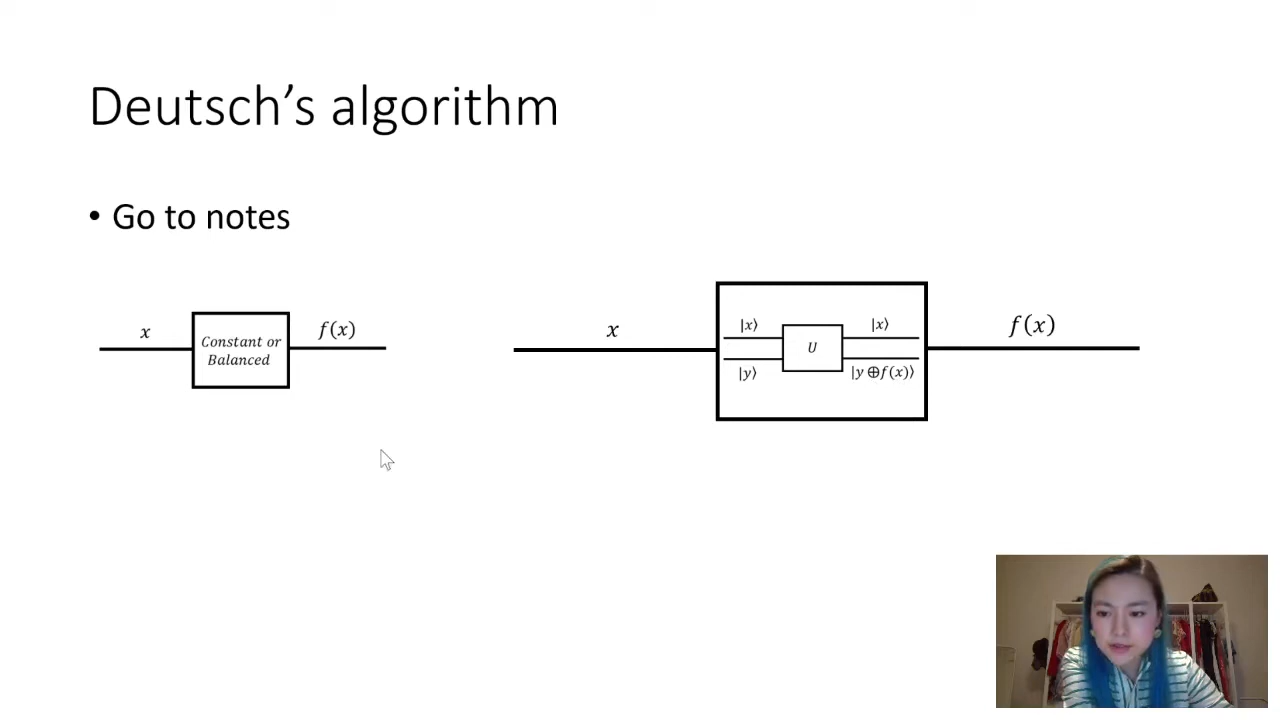 Deutsch’s algorithm
• Go to notes
x
Constant or
Balanced
f(x)
x
|x⟩
|y⟩
U
|x⟩
|y ⊕f(x)⟩
f(x)